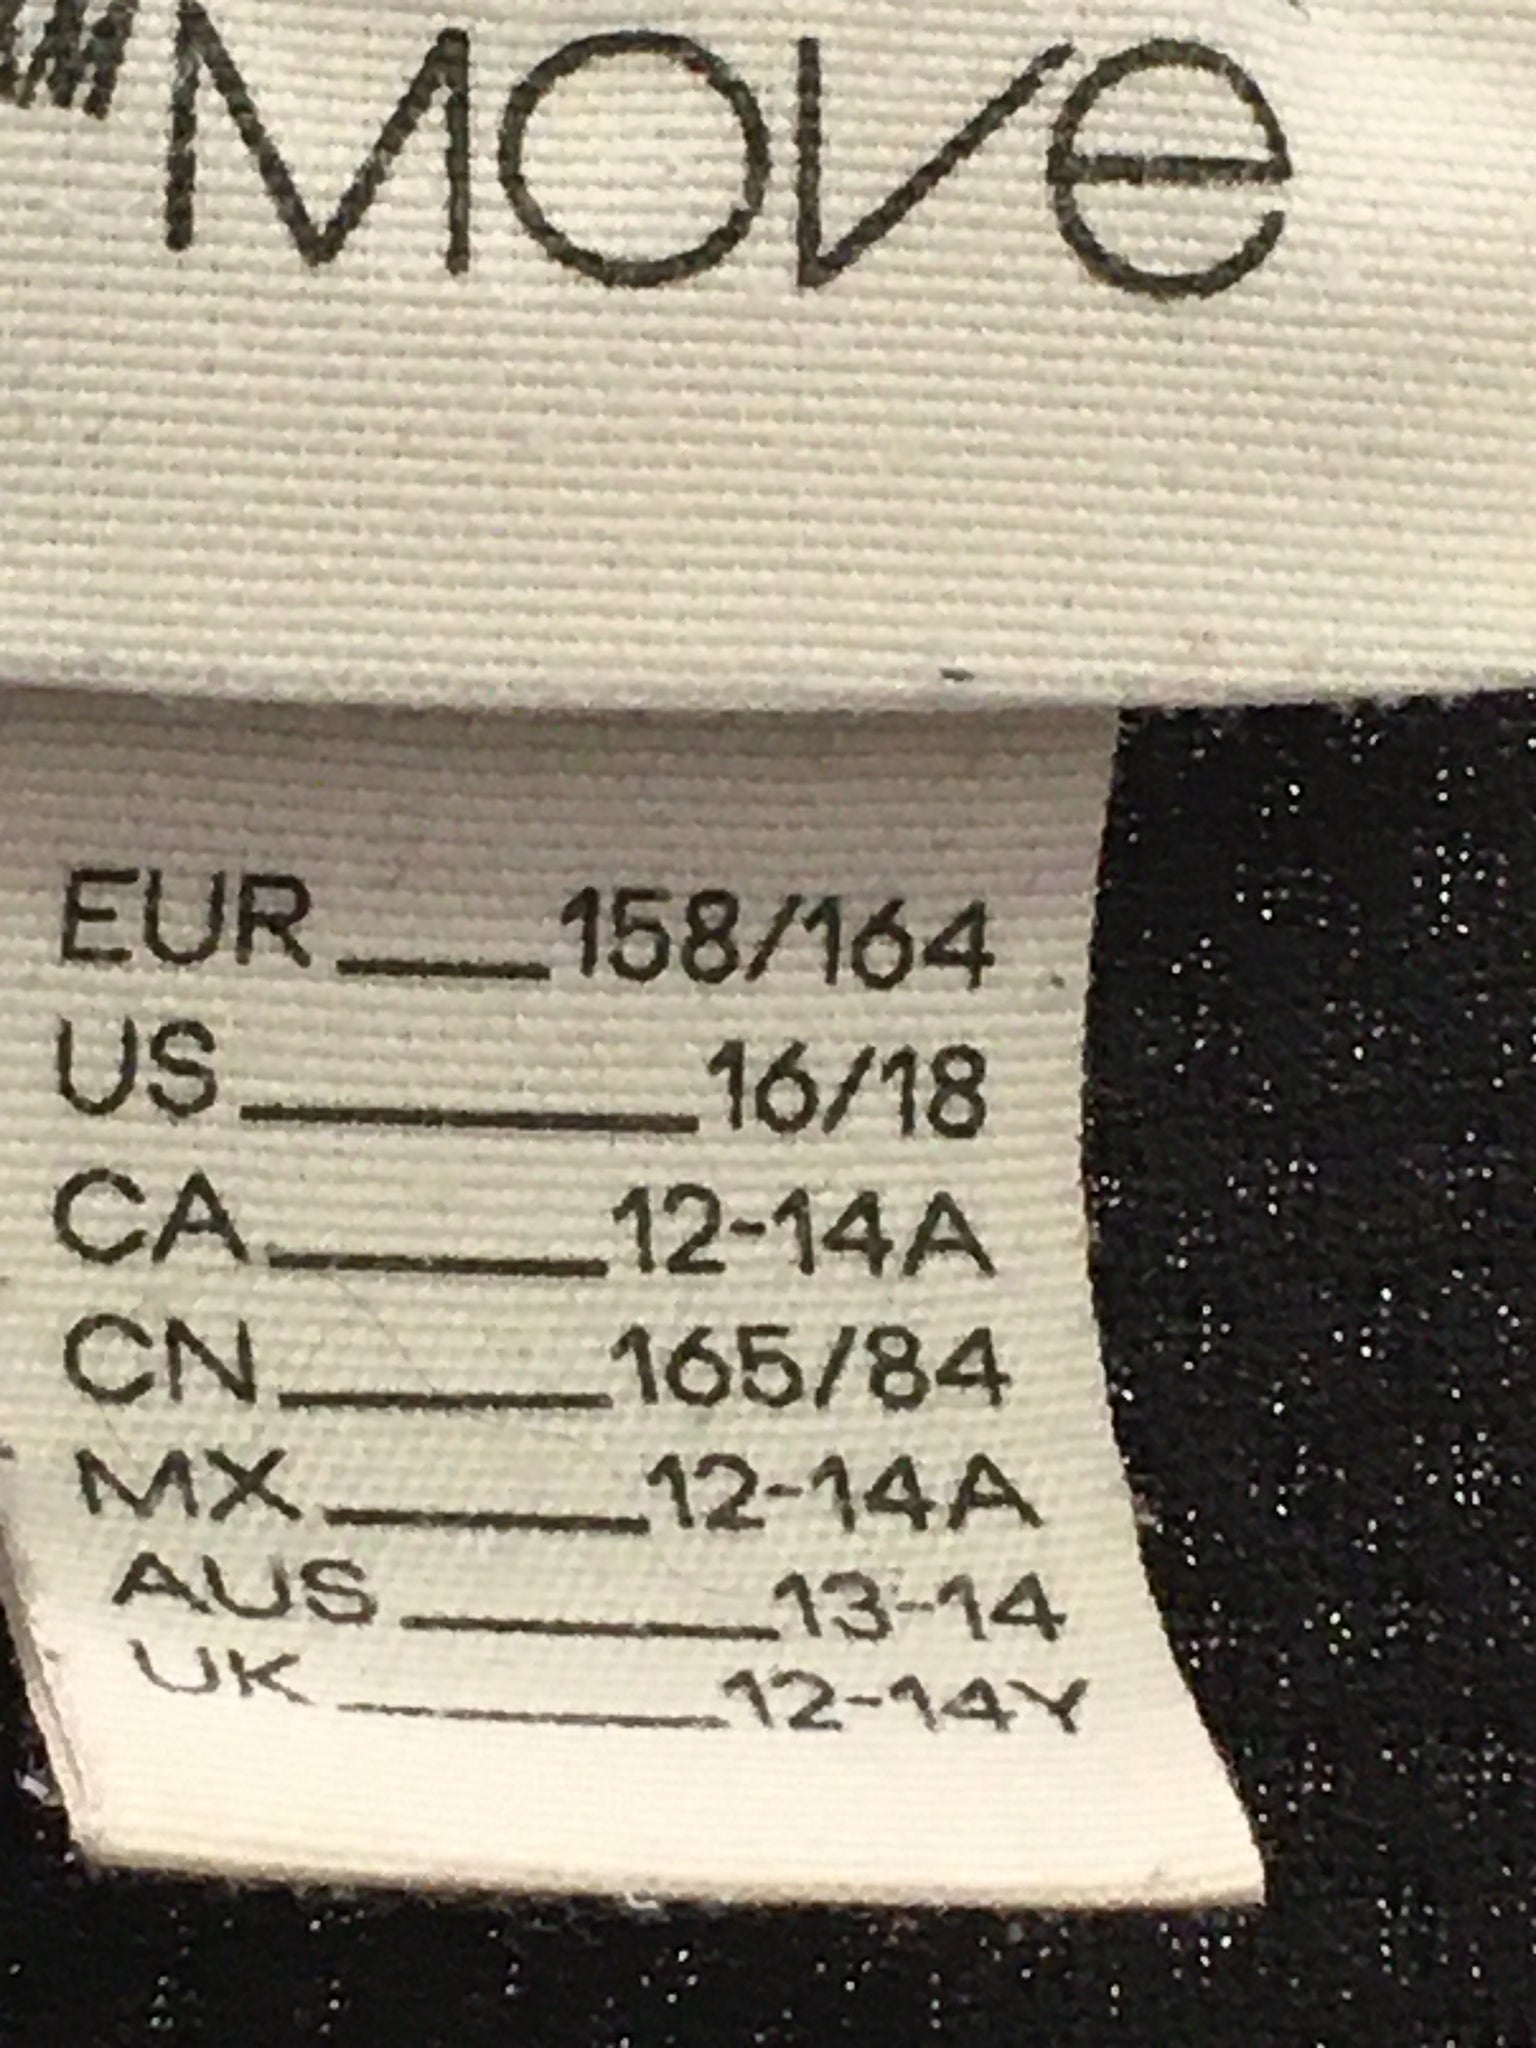 Move
EUR 158/164
US 16/18
CA 12-14A
CN 165/84
MX 12-14A
AUS 13-14
UK 12-14Y